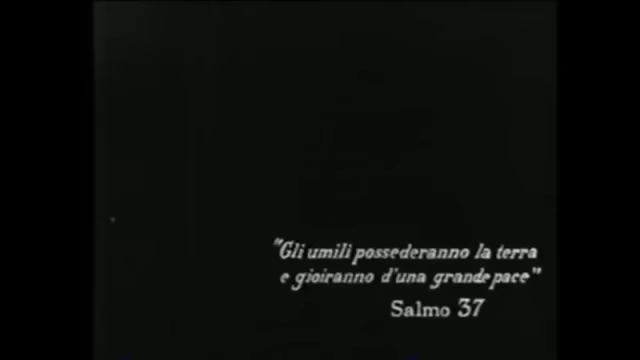 "Gli umili possederanno la terra
e gioiranno d'una grande pace"
Salmo 37